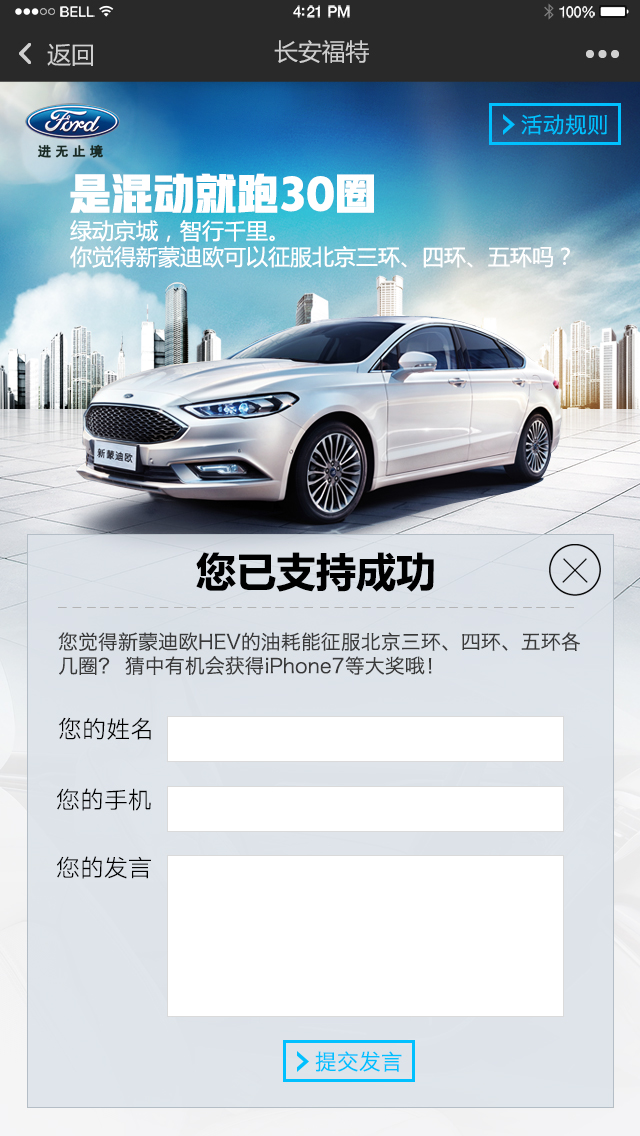 BELL 4:21 PM 100%
返回 长安福特
Ford
进无止境
活动规则
是混动就跑30圈
绿动京城，智行千里。
你觉得新蒙迪欧可以征服北京三环、四环、五环吗？
新蒙迪欧
您已支持成功
您觉得新蒙迪欧HEV的油耗能征服北京三环、四环、五环各
几圈？ 猜中有机会获得iPhone7等大奖哦！
您的姓名
您的手机
您的发言
提交发言